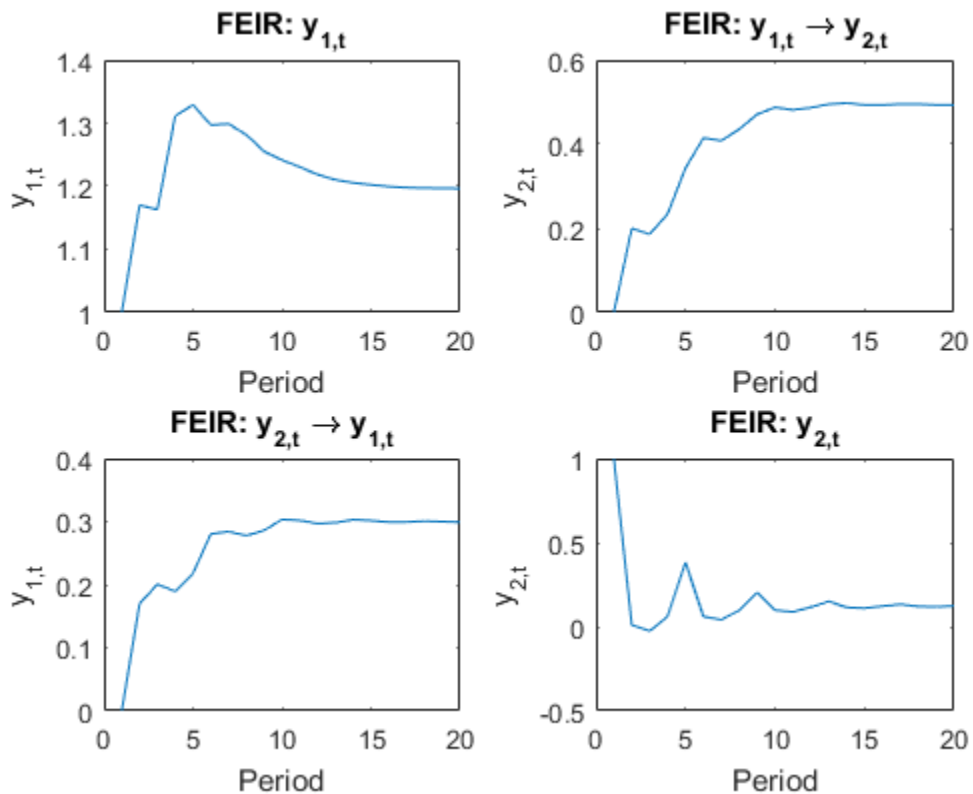 FEIR: y1,t
FEIR: y1,t → y2,t
1.4
1.3
1.2
1.1
1
y1,t
0 5 10 15 20
Period
0.6
0.4
0.2
0
y2,t
0 5 10 15 20
Period
FEIR: y2,t → y1,t
FEIR: y2,t
0.4
0.3
0.2
0.1
0
y1,t
0 5 10 15 20
Period
1
0.5
0
-0.5
y2,t
0 5 10 15 20
Period